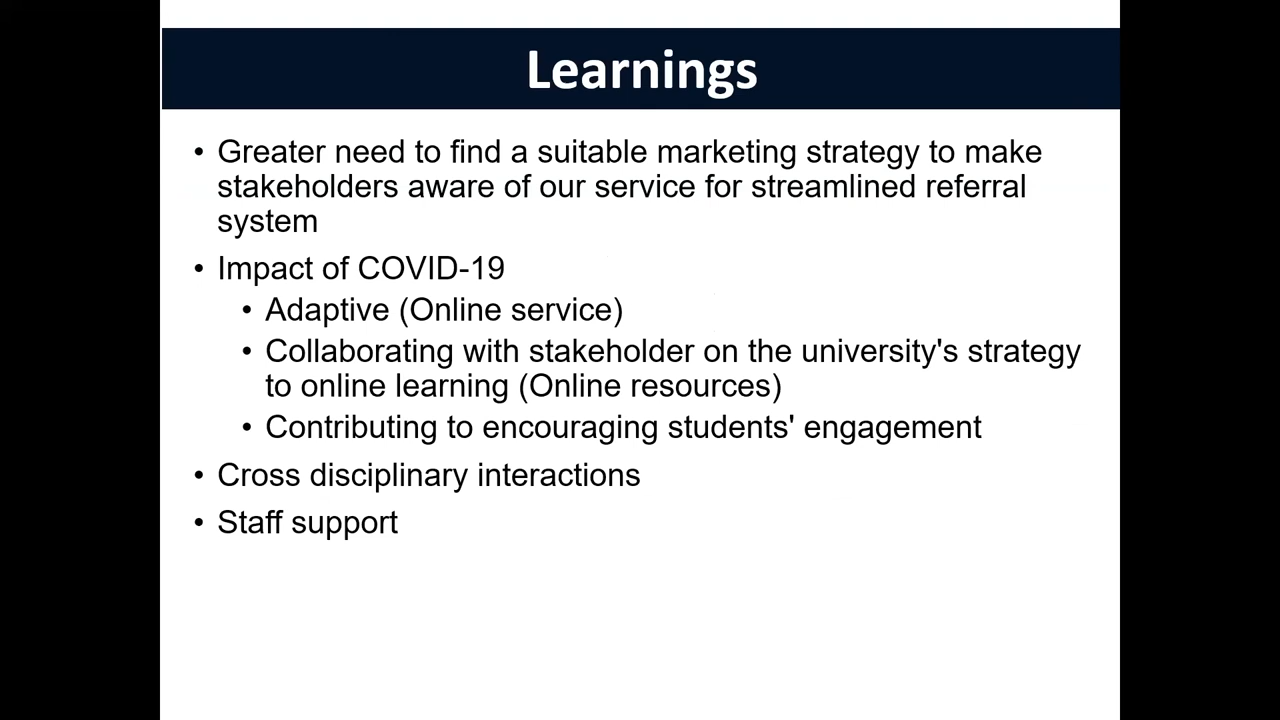 Learnings
• Greater need to find a suitable marketing strategy to make
stakeholders aware of our service for streamlined referral
system
• Impact of COVID-19
• Adaptive (Online service)
• Collaborating with stakeholder on the university's strategy
to online learning (Online resources)
• Contributing to encouraging students' engagement
• Cross disciplinary interactions
• Staff support